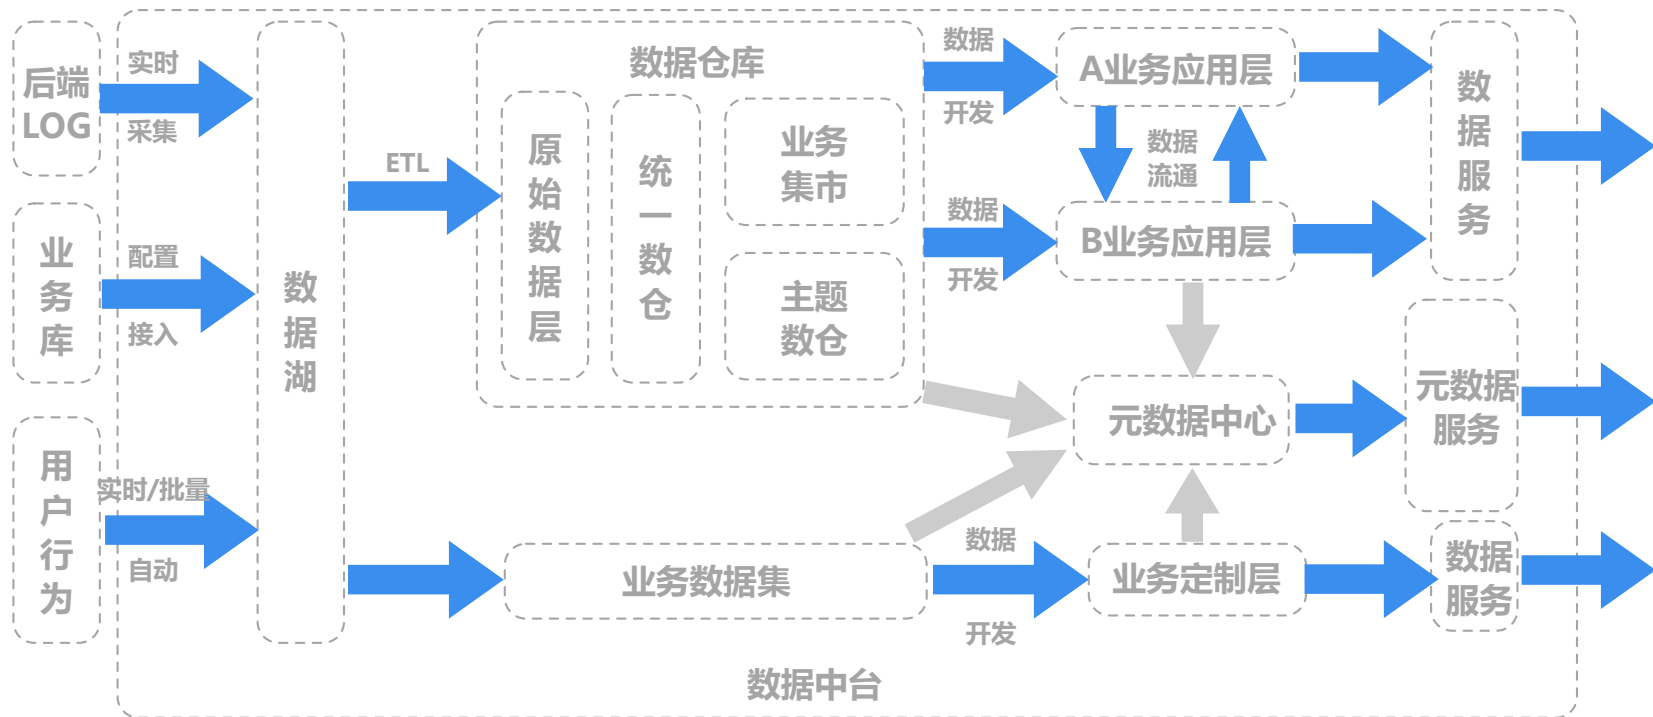 后端
LOG
实时
采集
业务库
配置
接入
用户行为
实时/批量
自动
数据湖
ETL
数据仓库
原始数据层
统一数仓
业务
集市
主题
数仓
数据
开发
A业务应用层
数据
流通
数据
开发
B业务应用层
数据服务
元数据中心
元数据
服务
业务数据集
数据
开发
业务定制层
数据
服务
数据中台